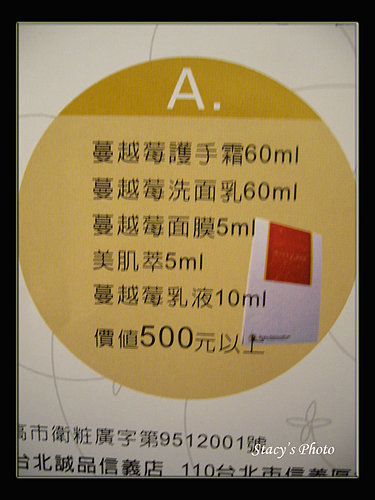 A.
蔓越莓護手霜60ml
蔓越莓洗面乳60ml
蔓越莓面膜5ml
美肌萃5ml
蔓越莓乳液10ml
價值500元以上
高市衛粧廣字第9512001號
Stacy's Photo
台北誠品信義店 110台北市信義區